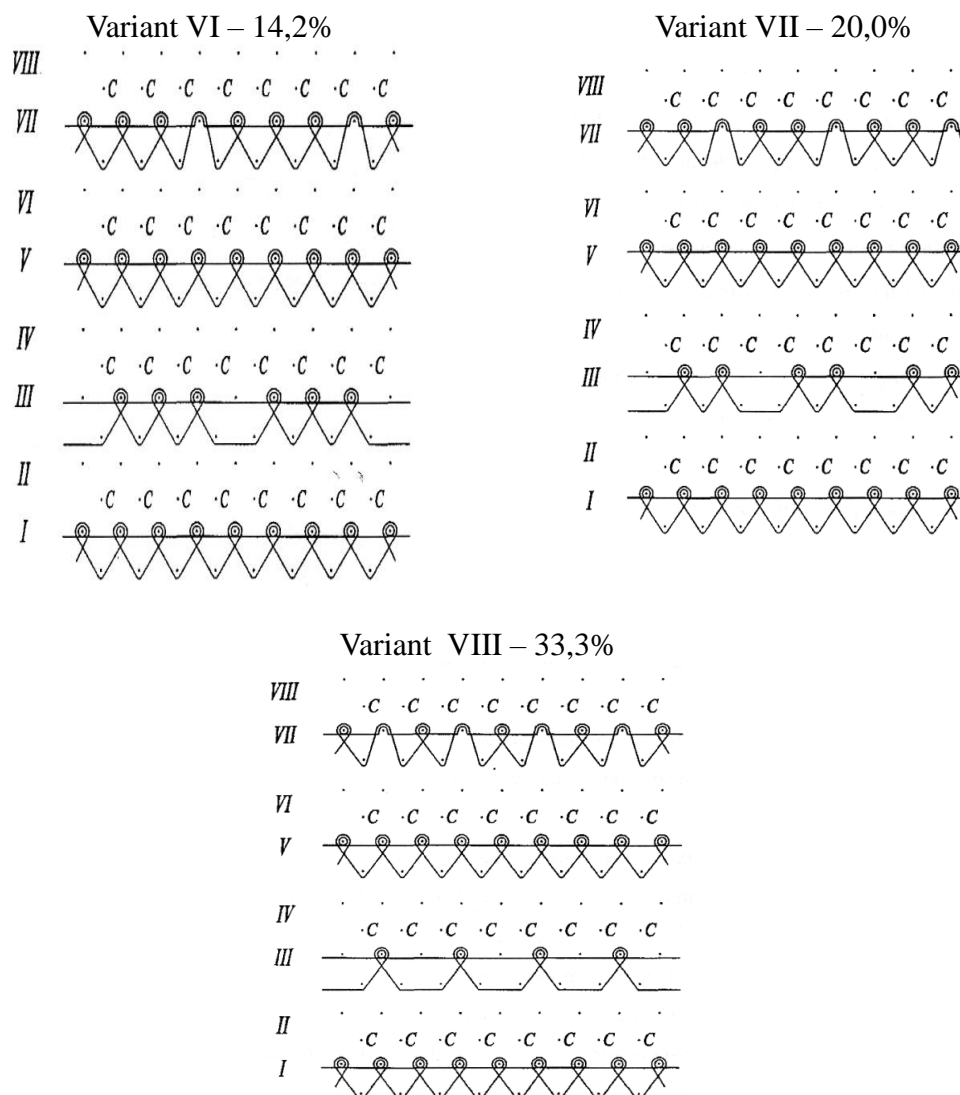 Variant VI – 14,2%
VIII
·C ·C ·C ·C ·C ·C ·C ·C
VII
VI
·C ·C ·C ·C ·C ·C ·C ·C
V
IV
·C ·C ·C ·C ·C ·C ·C ·C
III
II
·C ·C ·C ·C ·C ·C ·C ·C
I
Variant VII – 20,0%
VIII
·C ·C ·C ·C ·C ·C ·C ·C
VII
VI
·C ·C ·C ·C ·C ·C ·C ·C
V
IV
·C ·C ·C ·C ·C ·C ·C ·C
III
II
·C ·C ·C ·C ·C ·C ·C ·C
I
Variant VIII – 33,3%
VIII
·C ·C ·C ·C ·C ·C ·C ·C
VII
VI
·C ·C ·C ·C ·C ·C ·C ·C
V
IV
·C ·C ·C ·C ·C ·C ·C ·C
III
II
·C ·C ·C ·C ·C ·C ·C ·C
I